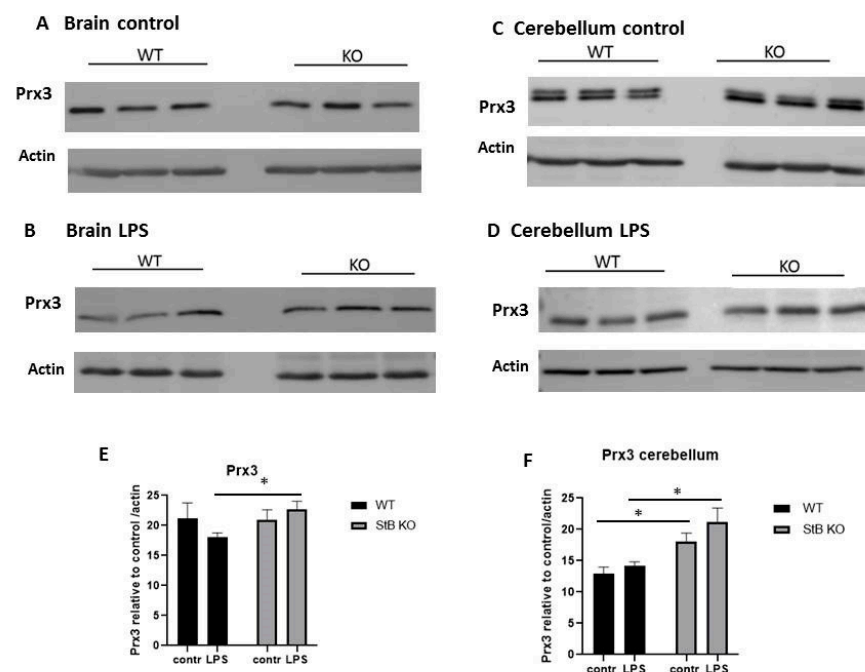 A Brain control
WT
KO
Prx3
Actin
B Brain LPS
WT
KO
Prx3
Actin
C Cerebellum control
WT
KO
Prx3
Actin
D Cerebellum LPS
WT
KO
Prx3
Actin
E
Prx3
*
Prx3 relative to control /actin
25
20
15
10
5
0
contr LPS contr LPS
WT
StB KO
F
Prx3 cerebellum
*
*
Prx3 relative to control/actin
25
20
15
10
5
0
contr LPS contr LPS
WT
StB KO